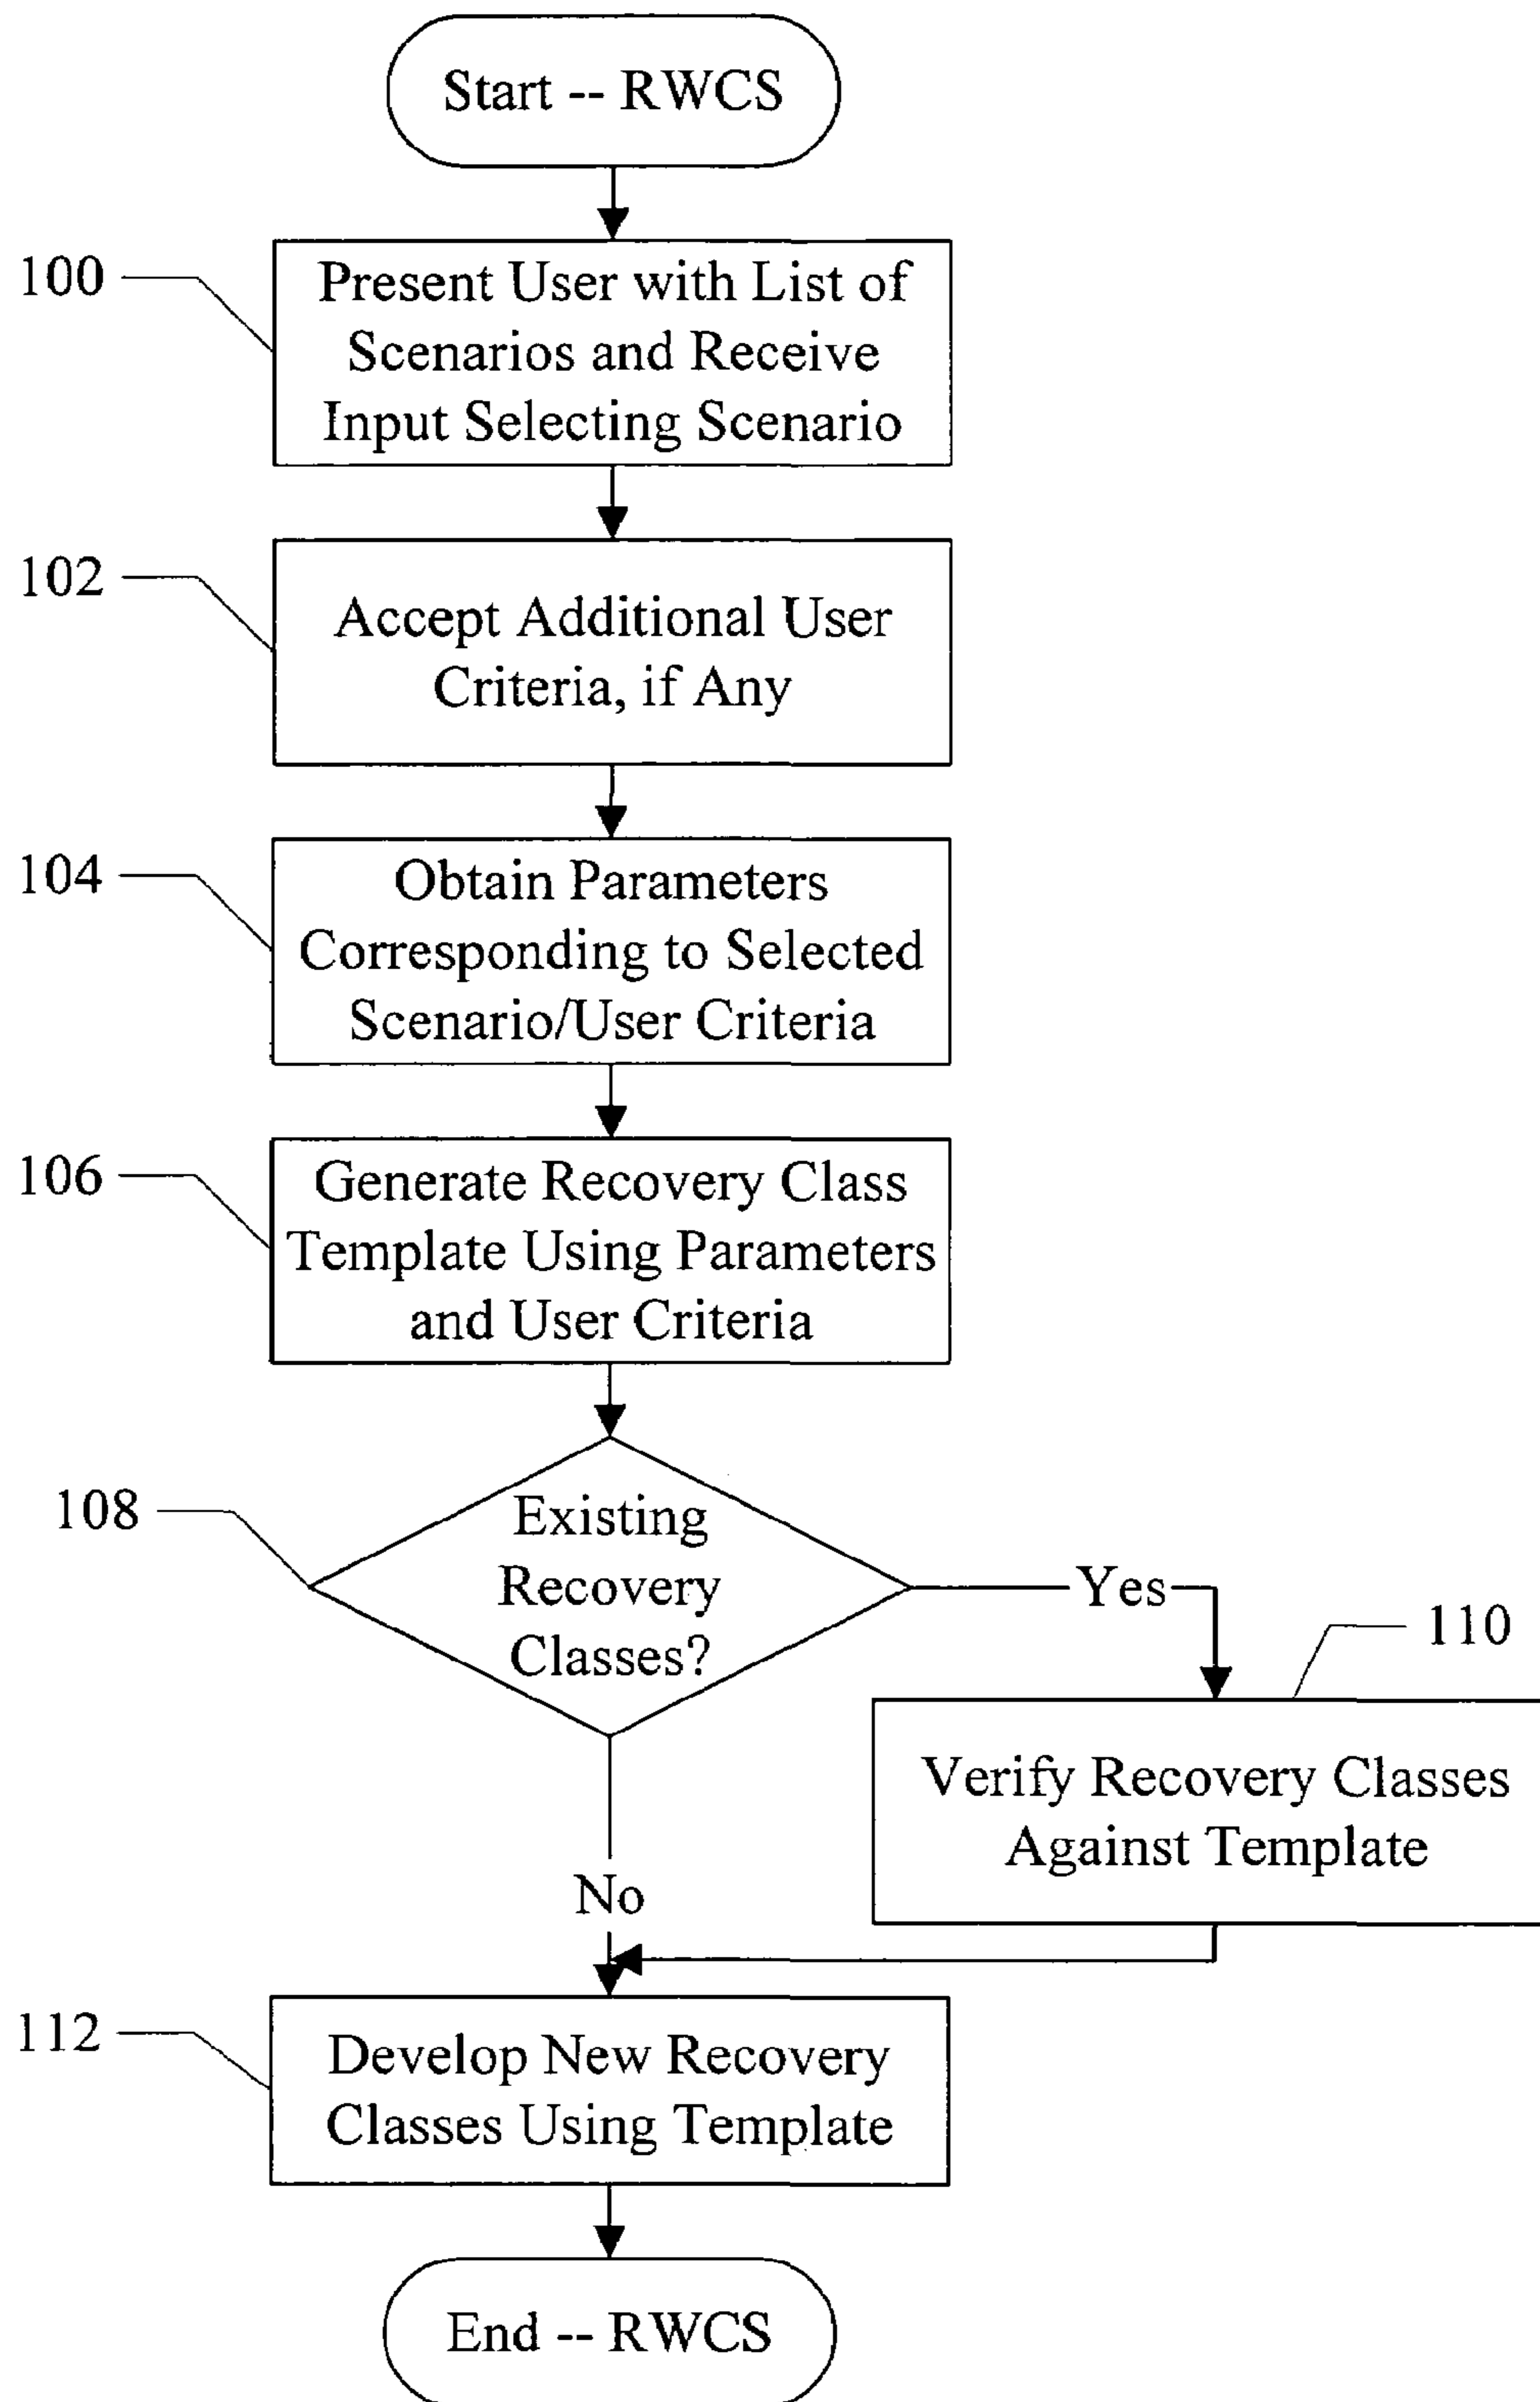 Start -- RWCS
100
Present User with List of
Scenarios and Receive
Input Selecting Scenario
102
Accept Additional User
Criteria, if Any
104
Obtain Parameters
Corresponding to Selected
Scenario/User Criteria
106
Generate Recovery Class
Template Using Parameters
and User Criteria
108
Existing
Recovery
Classes?
Yes
110
Verify Recovery Classes
Against Template
No
112
Develop New Recovery
Classes Using Template
End -- RWCS